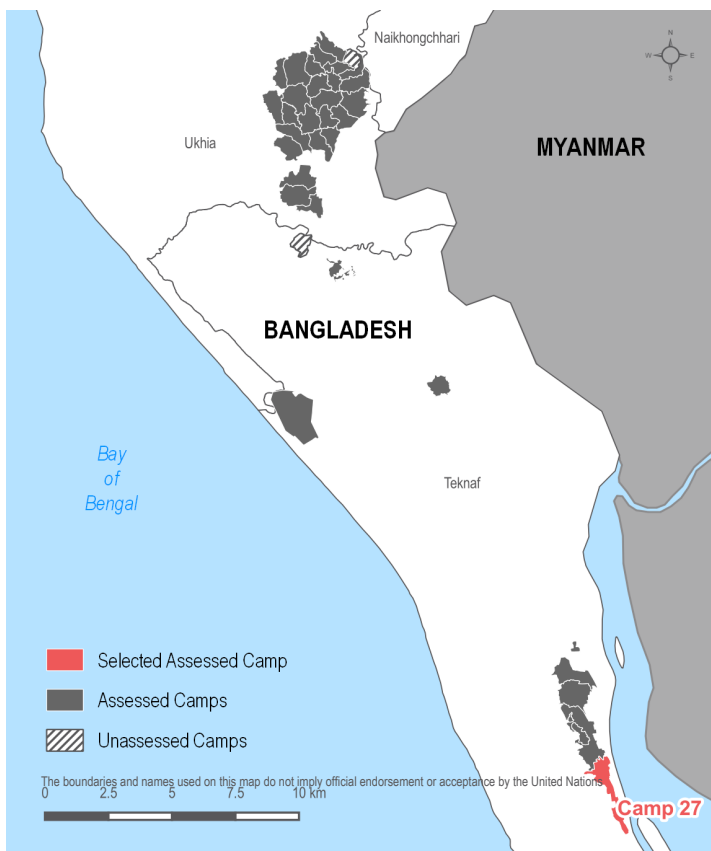 Naikhongchhari
N
W E
S
Ukhia
MYANMAR
BANGLADESH
Bay
of
Bengal
Teknaf
Selected Assessed Camp
Assessed Camps
Unassessed Camps
The boundaries and names used on this map do not imply official endorsement or acceptance by the United Nations
0 2.5 5 7.5 10 km
Camp 27